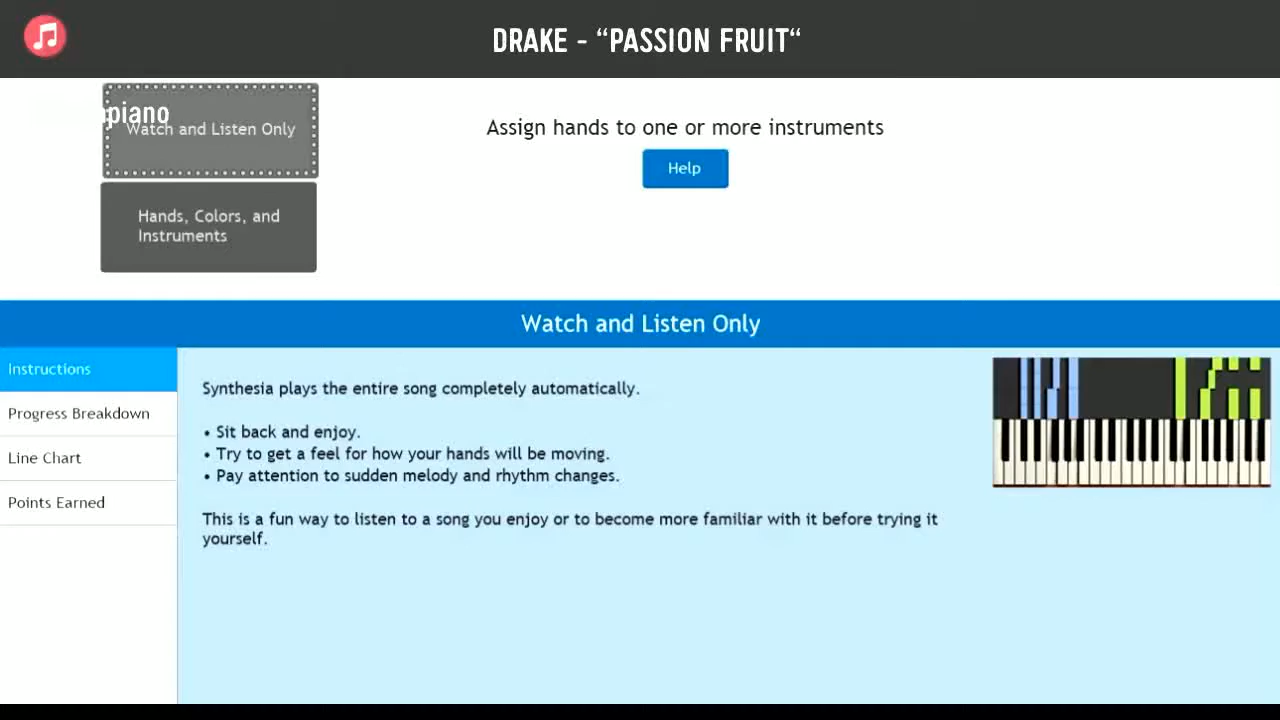 DRAKE - “PASSION FRUIT“
piano
Watch and Listen Only
Assign hands to one or more instruments
Help
Hands, Colors, and
Instruments
Watch and Listen Only
Instructions
Progress Breakdown
Line Chart
Points Earned
Synthesia plays the entire song completely automatically.
• Sit back and enjoy.
• Try to get a feel for how your hands will be moving.
• Pay attention to sudden melody and rhythm changes.
This is a fun way to listen to a song you enjoy or to become more familiar with it before trying it
yourself.